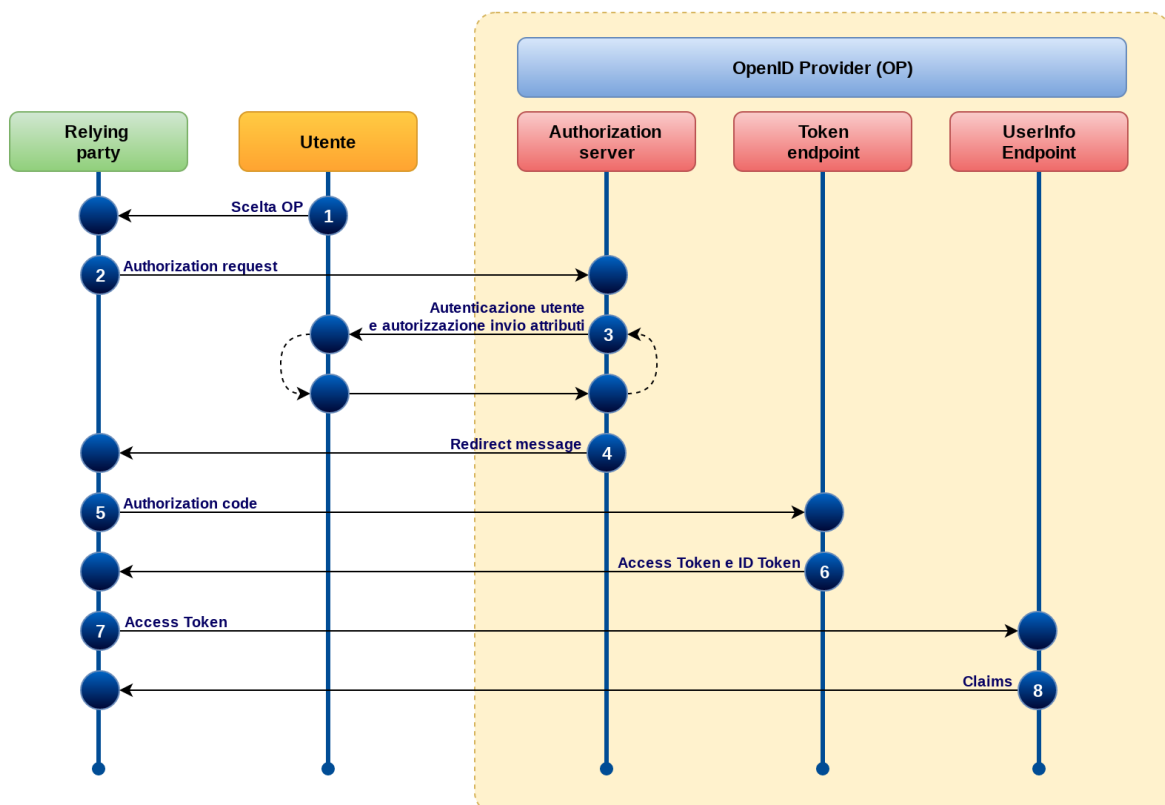 OpenID Provider (OP)
Relying
party
Utente
Authorization
server
Token
endpoint
UserInfo
Endpoint
Scelta OP
1
2
Authorization request
Autenticazione utente
e autorizzazione invio attributi
3
Redirect message
4
5
Authorization code
Access Token e ID Token
6
7
Access Token
Claims
8